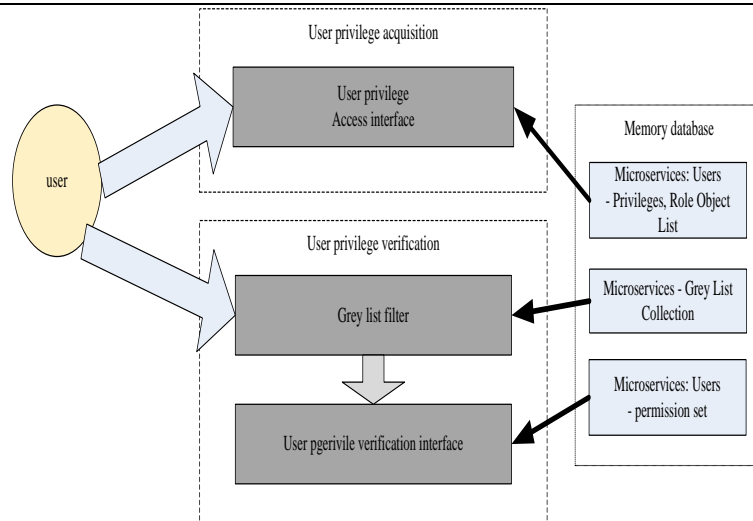 User privilege acquisition
User privilege
Access interface
user
Memory database
Microservices: Users
- Privileges, Role Object
List
User privilege verification
Grey list filter
Microservices - Grey List
Collection
Microservices: Users
- permission set
User pgerivile verification interface